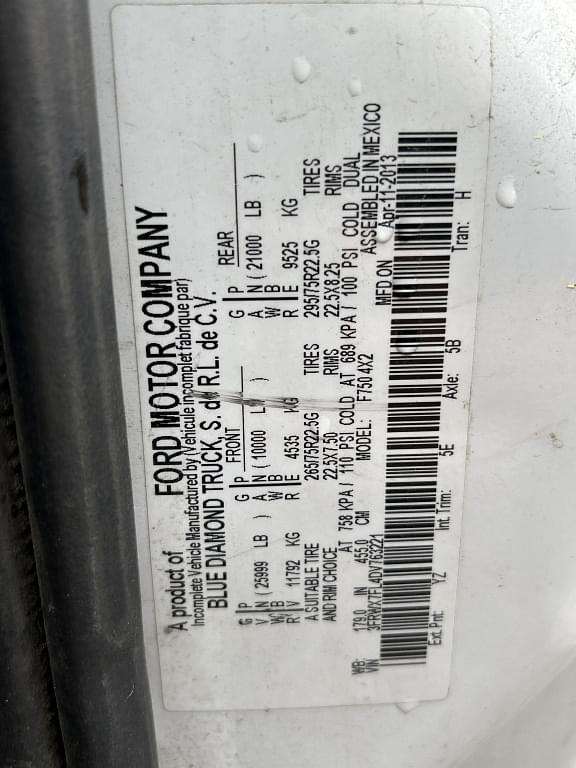 A product of FORD MOTOR COMPANY
Incomplete Vehicle Manufactured by (Vehicule incomplet fabrique par)
BLUE DIAMOND TRUCK, S. de R.L. de C.V.
FRONT REAR
G P G P G P
V N ( 25999 LB ) A N ( 10000 LB ) A N ( 21000 LB )
W B W B W B
R V 11792 KG R E 4535 KG R E 9525 KG
A SUITABLE TIRE 265/75R22.5G TIRES 295/75R22.5G TIRES
AND RIM CHOICE 22.5X7.50 RIMS 22.5X8.25 RIMS
AT 758 KPA / 110 PSI COLD AT 689 KPA / 100 PSI COLD DUAL
WB: 179.0 IN 455.0 CM MODEL: F750 4X2 ASSEMBLED IN MEXICO
VIN 3FRWX7FL4DV763221 MFD ON Apr-11-2013
Ext. Pnt: YZ Int. Trim: 5E Axle: 5B Tran: H